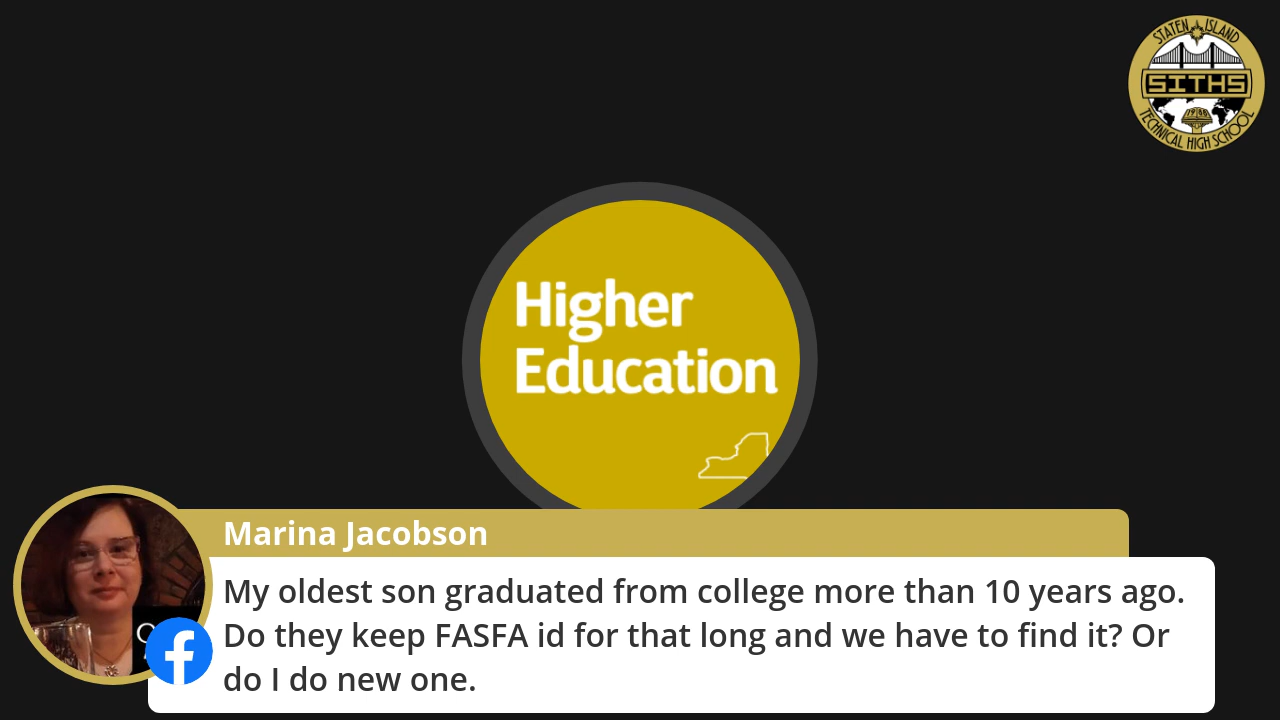 STATEN ISLAND
SITHS
TECHNICAL HIGH SCHOOL
Higher
Education
Marina Jacobson
My oldest son graduated from college more than 10 years ago.
Do they keep FASFA id for that long and we have to find it? Or
do I do new one.